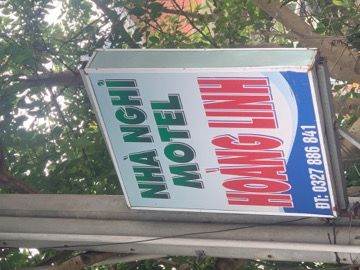 NHÀ NGHỈ
MOTEL
HOÀNG LINH
ĐT: 0327 886 841